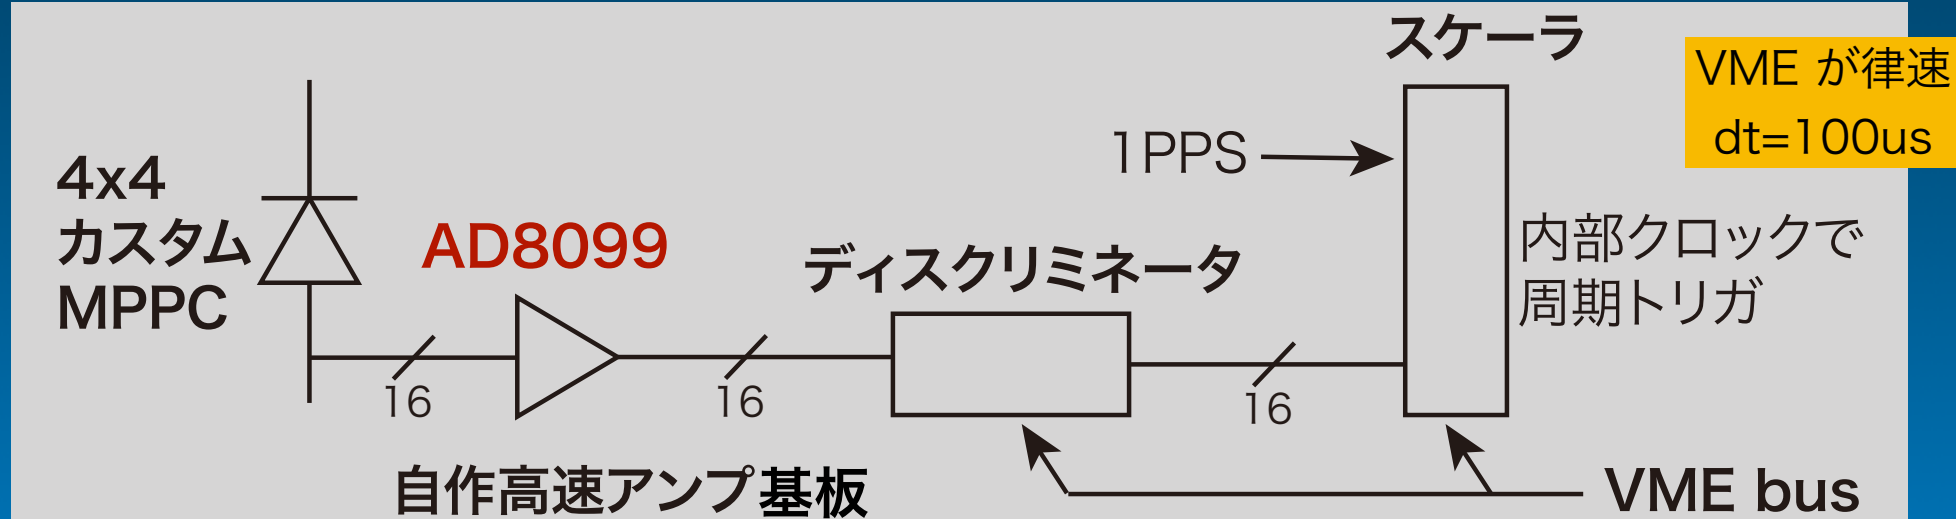 スケーラ
VME が律速
dt=100us
1PPS
4x4
カスタム
MPPC
AD8099
ディスクリミネータ
内部クロックで
周期トリガ
16
16
16
自作高速アンプ基板
VME bus